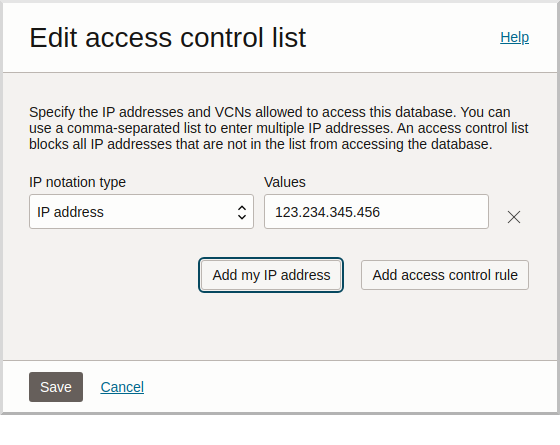 Edit access control list
Help
Specify the IP addresses and VCNs allowed to access this database. You can
use a comma-separated list to enter multiple IP addresses. An access control list
blocks all IP addresses that are not in the list from accessing the database.
IP notation type
Values
IP address
123.234.345.456
Add my IP address
Add access control rule
Save
Cancel